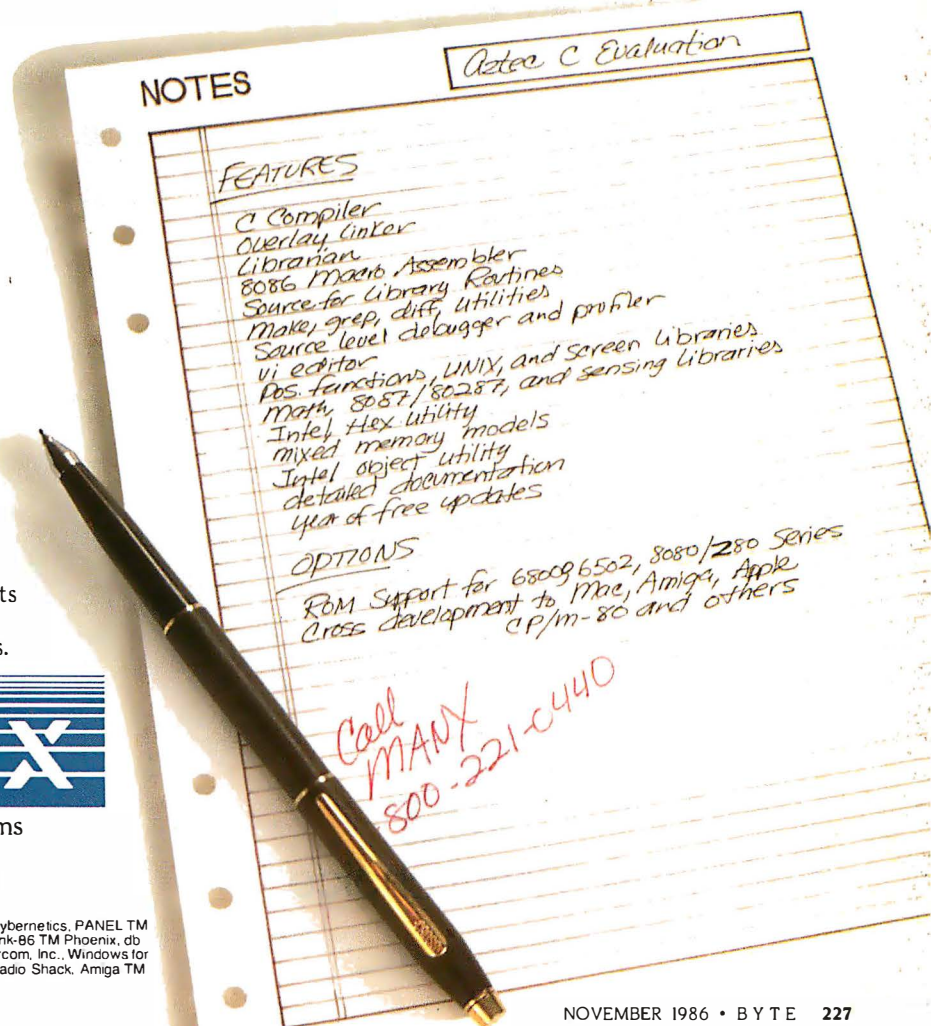 NOTES
Aztec C Evaluation
FEATURES
C Compiler
Overlay Linker
Librarian
8086 Macro Assembler
Source for Library Routines
Make, grep, diff, utilities
Source level debugger and profiler
vi editor
Dos. functions, UNIX, and screen libraries
math, 8087/80287, and sensing libraries
Intel Hex utility
mixed memory models
Intel object utility
detailed documentation
year of free updates
OPTIONS
ROM Support for 68000, 6502, 8080/Z80 Series
Cross development to Mac, Amiga, Apple
CP/m-80 and others
Call
MANX
800-221-0440
ts
s.
X
ms
ybernetics, PANEL TM
nk-86 TM Phoenix, db
rcom, Inc., Windows for
adio Shack, Amiga TM
NOVEMBER 1986 • BYTE 227